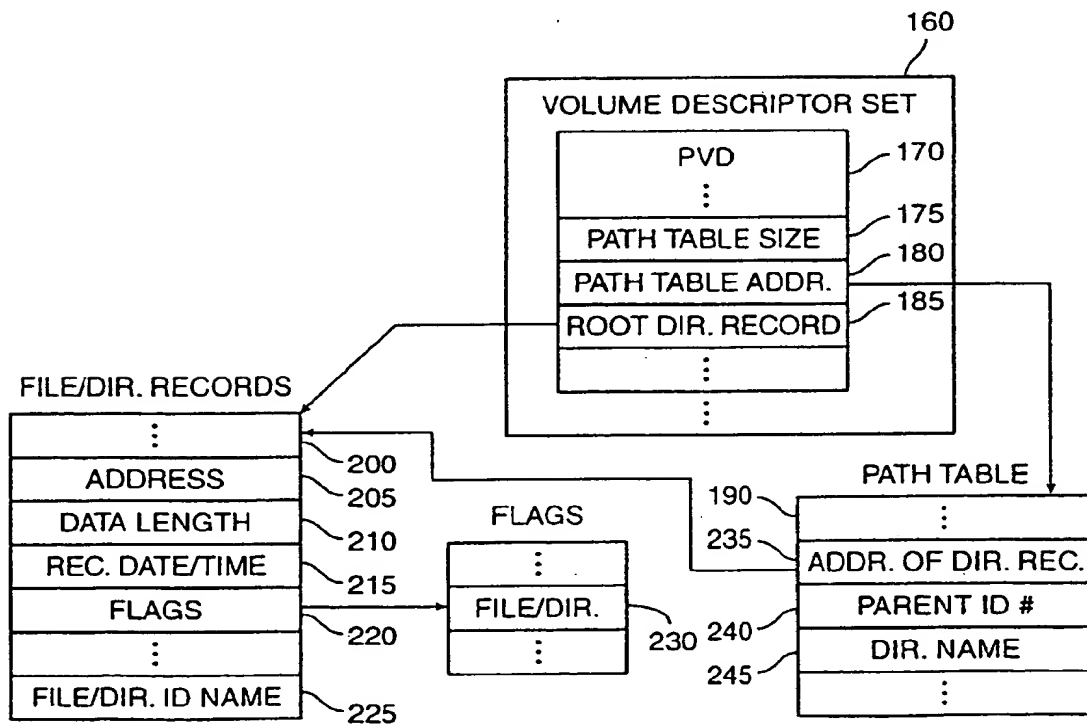 160
VOLUME DESCRIPTOR SET
PVD
170
175
PATH TABLE SIZE
180
PATH TABLE ADDR.
185
ROOT DIR. RECORD
FILE/DIR. RECORDS
200
ADDRESS
205
DATA LENGTH
210
REC. DATE/TIME
215
FLAGS
220
FILE/DIR. ID NAME
225
FLAGS
FILE/DIR.
230
PATH TABLE
190
235
ADDR. OF DIR. REC.
PARENT ID #
240
DIR. NAME
245